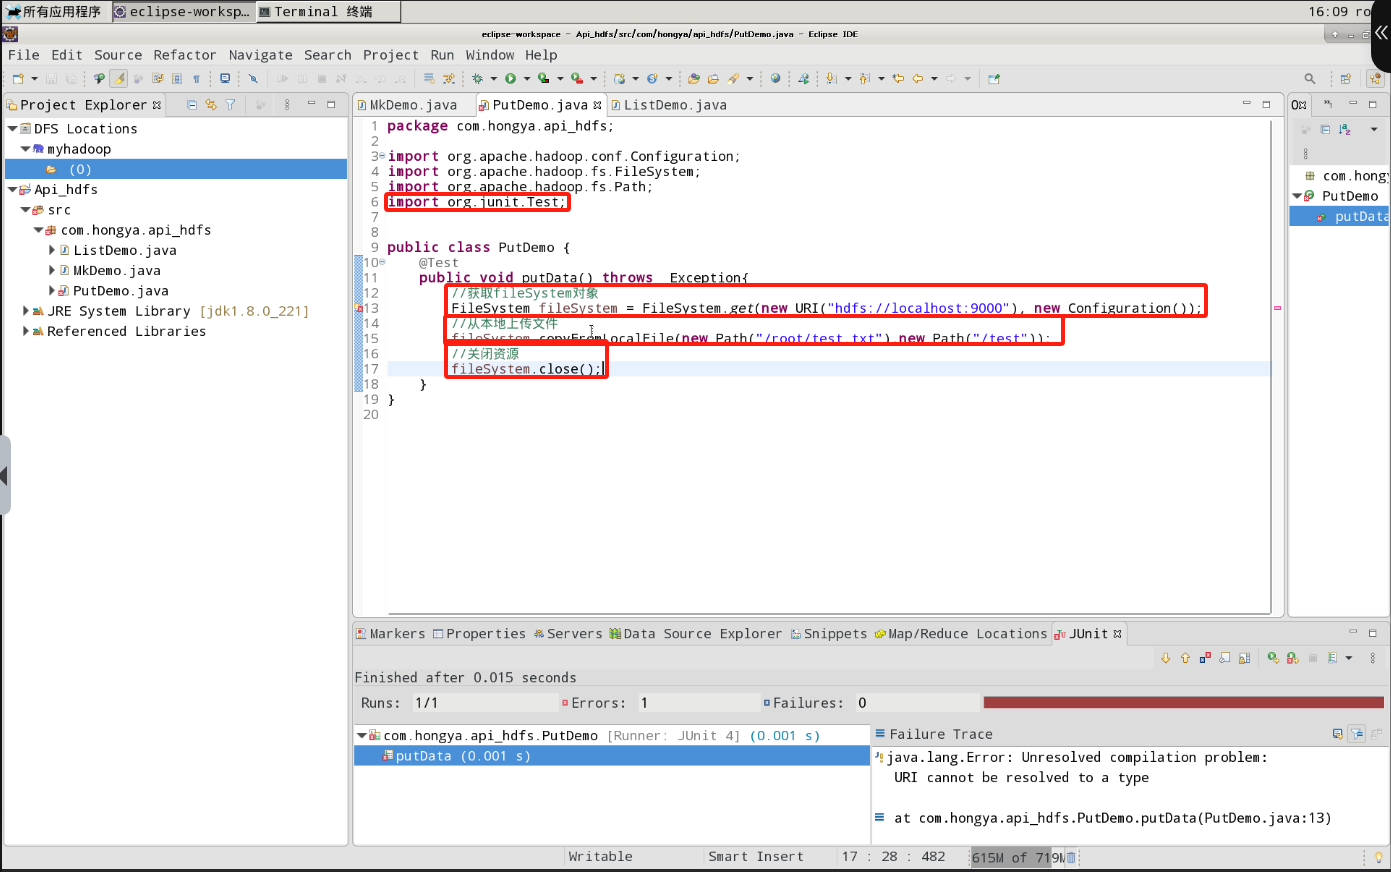 所有应用程序 eclipse-worksp... Terminal 终端 16:09 ro
eclipse-workspace - Api_hdfs/src/com/hongya/api_hdfs/PutDemo.java - Eclipse IDE
File Edit Source Refactor Navigate Search Project Run Window Help
Project Explorer
DFS Locations
myhadoop
(0)
Api_hdfs
src
com.hongya.api_hdfs
ListDemo.java
MkDemo.java
PutDemo.java
JRE System Library [jdk1.8.0_221]
Referenced Libraries
MkDemo.java PutDemo.java ListDemo.java
1 package com.hongya.api_hdfs;
2
3 import org.apache.hadoop.conf.Configuration;
4 import org.apache.hadoop.fs.FileSystem;
5 import org.apache.hadoop.fs.Path;
6 import org.junit.Test;
7
8
9 public class PutDemo {
10 @Test
11 public void putData() throws Exception{
12 //获取fileSystem对象
13 FileSystem fileSystem = FileSystem.get(new URI("hdfs://localhost:9000"), new Configuration());
14 //从本地上传文件
15 fileSystem.copyFromLocalFile(new Path("/root/test.txt"),new Path("/test"));
16 //关闭资源
17 fileSystem.close();
18 }
19 }
20
O
com.hongy
PutDemo
putData
Markers Properties Servers Data Source Explorer Snippets Map/Reduce Locations JUnit
Finished after 0.015 seconds
Runs: 1/1 Errors: 1 Failures: 0
com.hongya.api_hdfs.PutDemo [Runner: JUnit 4] (0.001 s)
putData (0.001 s)
Failure Trace
java.lang.Error: Unresolved compilation problem:
URI cannot be resolved to a type
at com.hongya.api_hdfs.PutDemo.putData(PutDemo.java:13)
Writable Smart Insert 17 : 28 : 482 615M of 719M